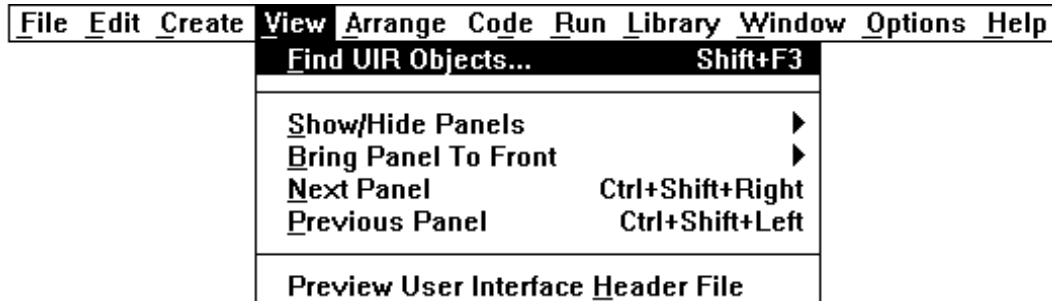 File Edit Create View Arrange Code Run Library Window Options Help
Find UIR Objects... Shift+F3
Show/Hide Panels
Bring Panel To Front
Next Panel Ctrl+Shift+Right
Previous Panel Ctrl+Shift+Left
Preview User Interface Header File